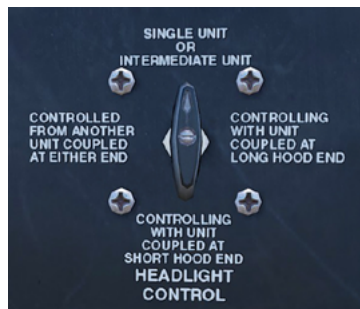 SINGLE UNIT
OR
INTERMEDIATE UNIT
CONTROLLED
FROM ANOTHER
UNIT COUPLED
AT EITHER END
CONTROLLING
WITH UNIT
COUPLED AT
LONG HOOD END
CONTROLLING
WITH UNIT
COUPLED AT
SHORT HOOD END
HEADLIGHT
CONTROL